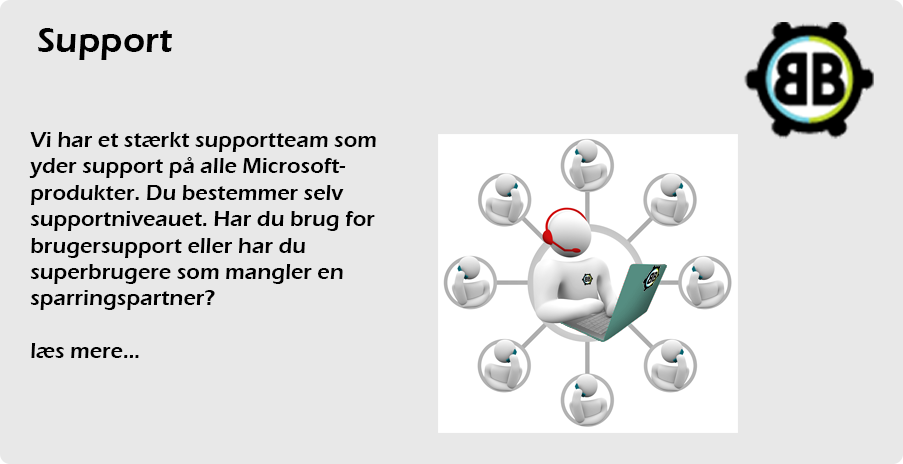 Support
BB
Vi har et stærkt supportteam som
yder support på alle Microsoft-
produkter. Du bestemmer selv
supportniveauet. Har du brug for
brugersupport eller har du
superbrugere som mangler en
sparringspartner?
læs mere...